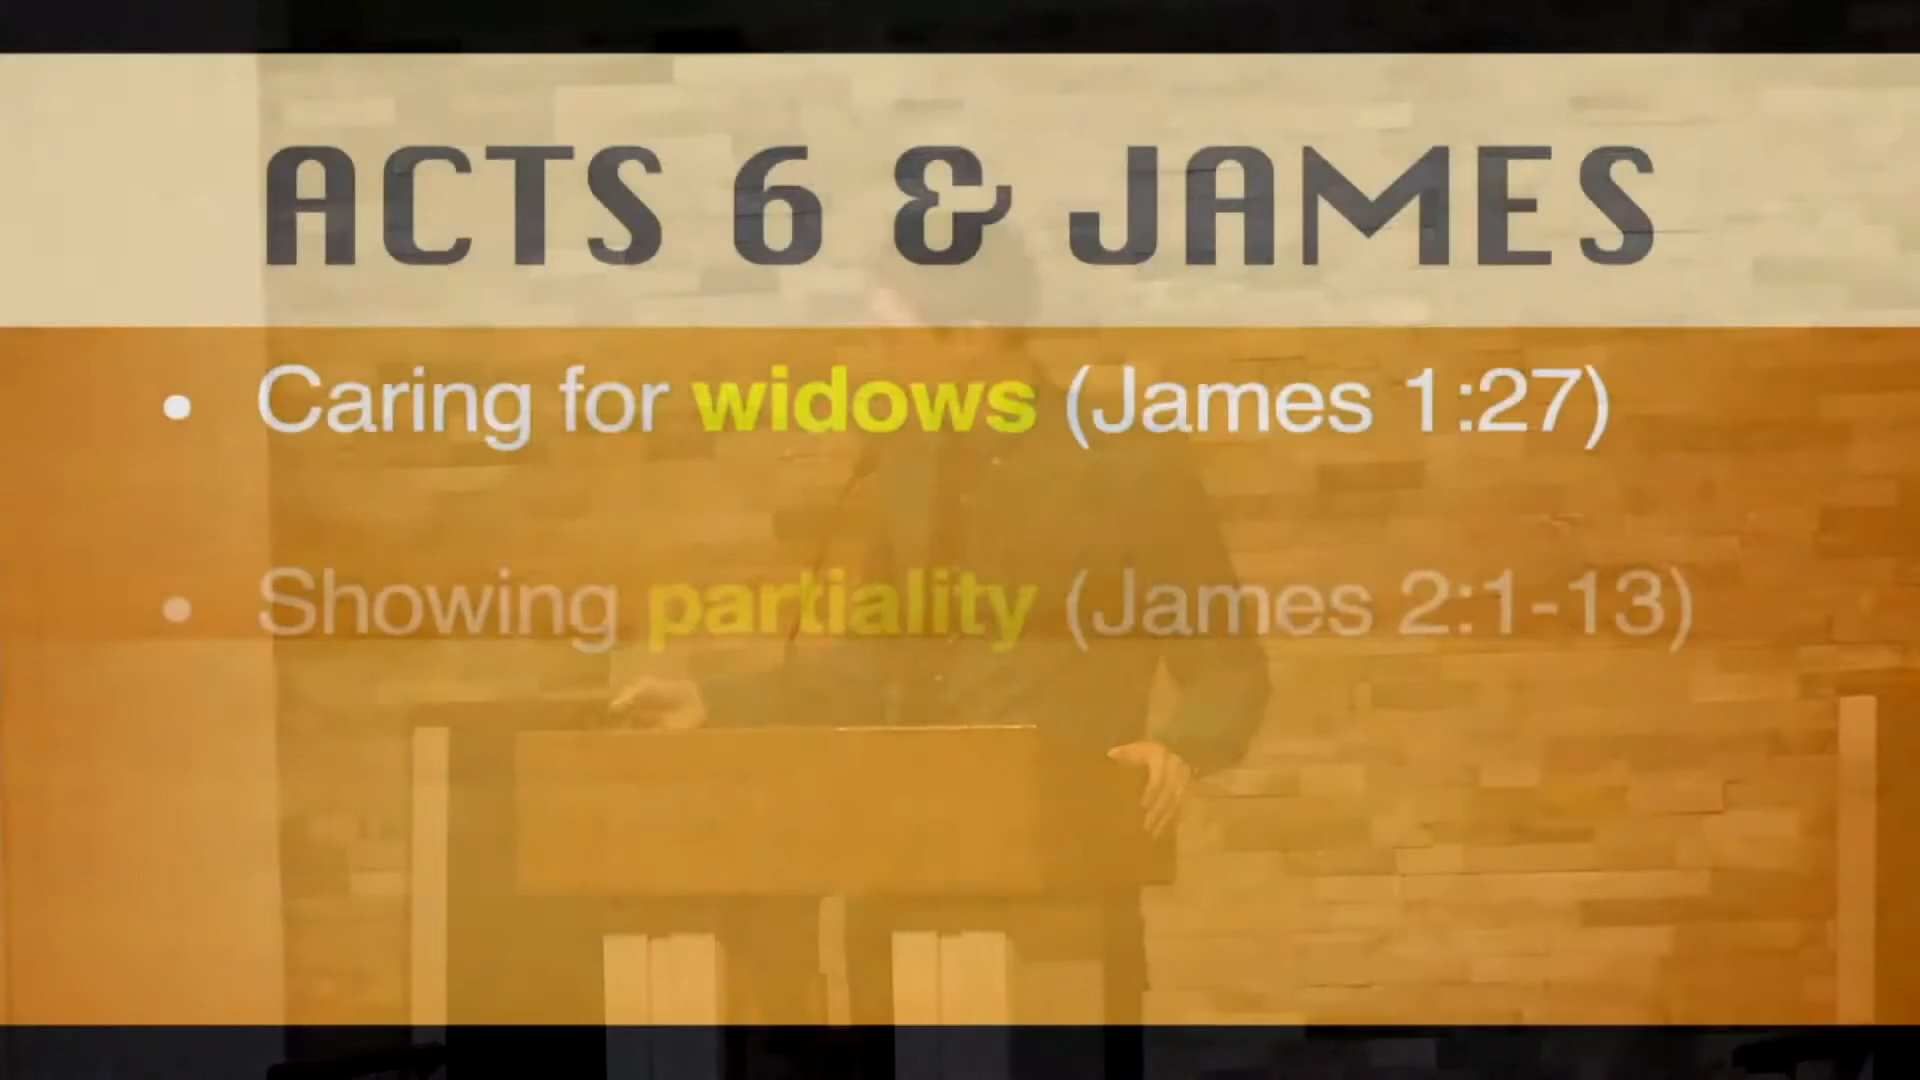 ACTS 6 & JAMES
• Caring for widows (James 1:27)
• Showing partiality (James 2:1-13)